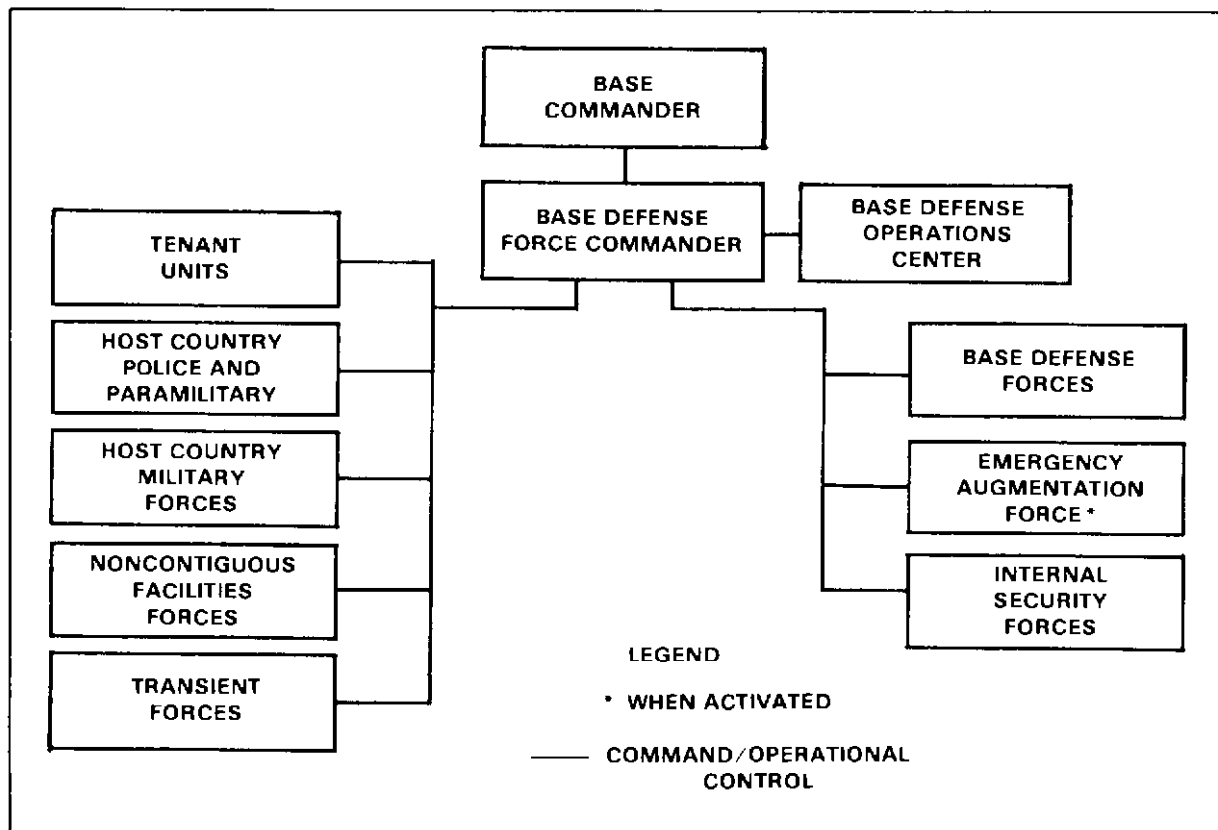 BASE
COMMANDER
BASE DEFENSE
FORCE COMMANDER
BASE DEFENSE
OPERATIONS
CENTER
TENANT
UNITS
HOST COUNTRY
POLICE AND
PARAMILITARY
HOST COUNTRY
MILITARY
FORCES
NONCONTIGUOUS
FACILITIES
FORCES
TRANSIENT
FORCES
BASE DEFENSE
FORCES
EMERGENCY
AUGMENTATION
FORCE*
INTERNAL
SECURITY
FORCES
LEGEND
* WHEN ACTIVATED
COMMAND/OPERATIONAL
CONTROL